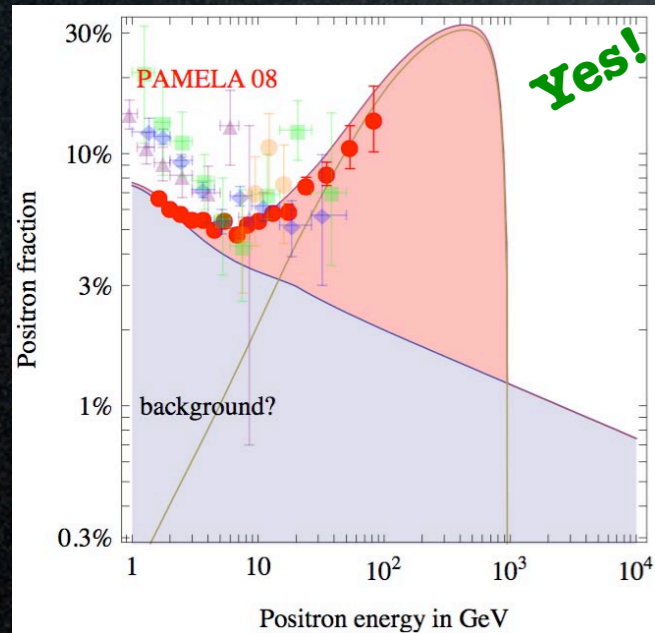 30%
10%
3%
1%
0.3%
Positron fraction
PAMELA 08
Yes!
background?
1 10 10² 10³ 10⁴
Positron energy in GeV